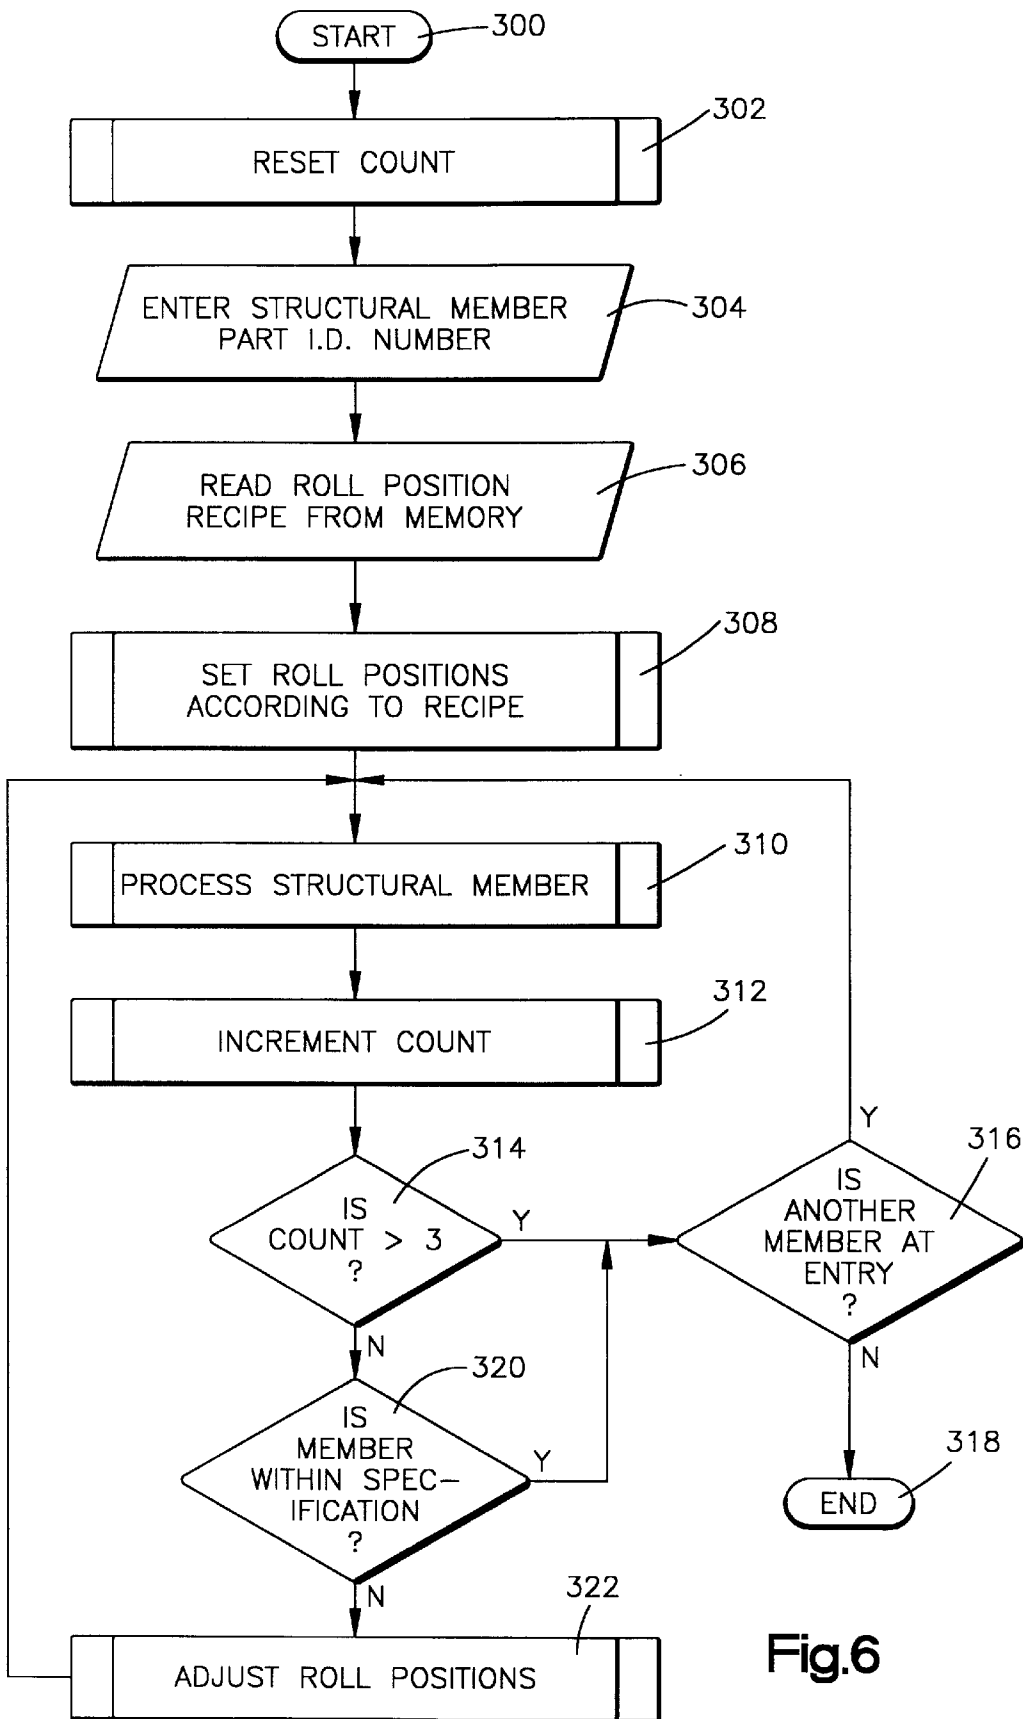 START
300
302
RESET COUNT
ENTER STRUCTURAL MEMBER
PART I.D. NUMBER
304
READ ROLL POSITION
RECIPE FROM MEMORY
306
308
SET ROLL POSITIONS
ACCORDING TO RECIPE
310
PROCESS STRUCTURAL MEMBER
312
INCREMENT COUNT
314
IS
COUNT > 3
?
Y
N
316
IS
ANOTHER
MEMBER AT
ENTRY
?
Y
N
320
IS
MEMBER
WITHIN SPEC-
IFICATION
?
Y
N
318
END
322
ADJUST ROLL POSITIONS
Fig.6